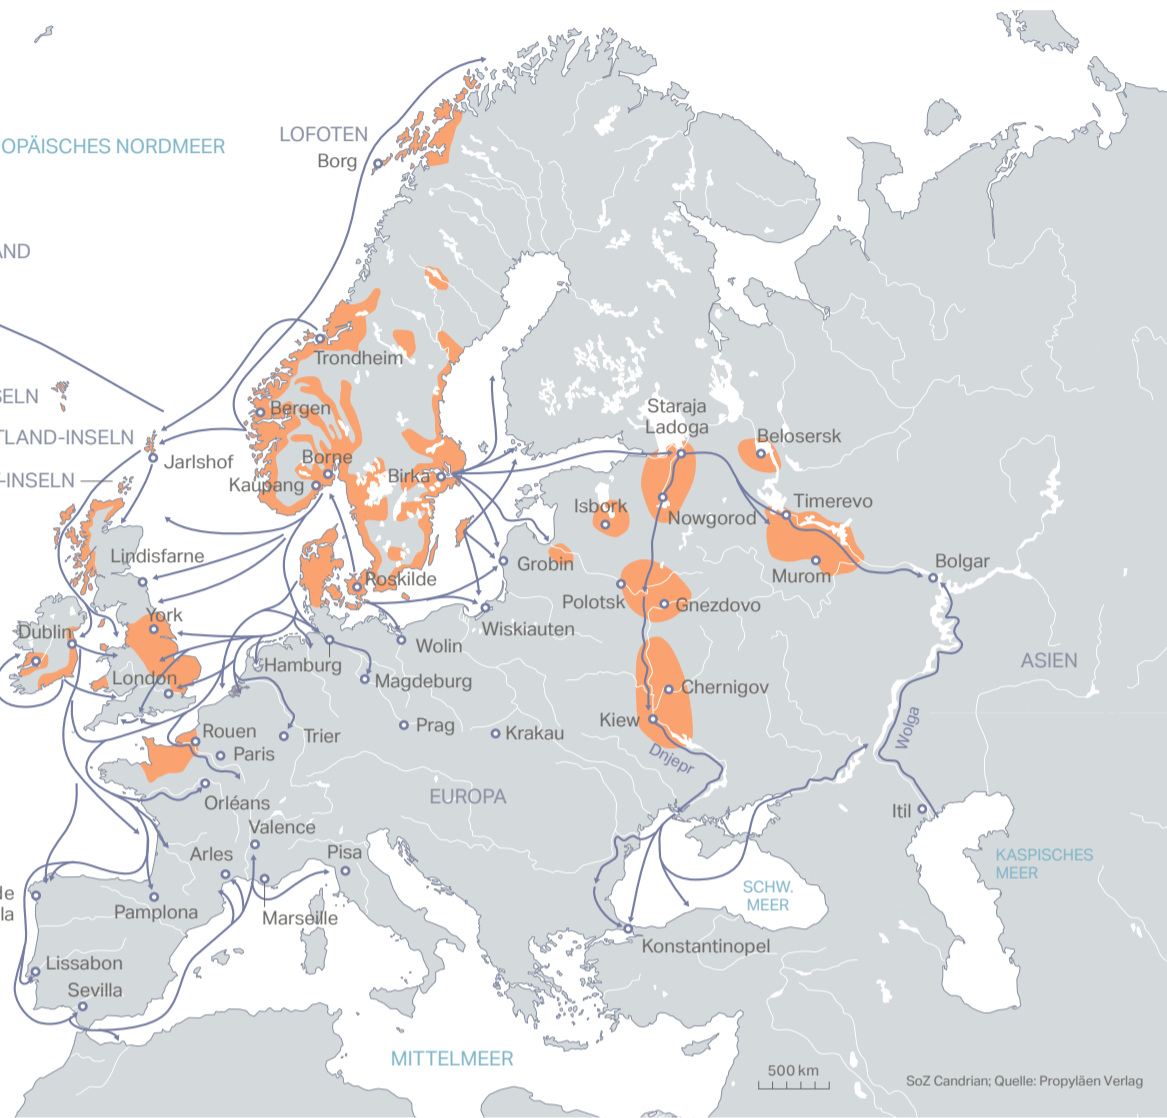 LOFOTEN
Borg
OPÄISCHES NORDMEER
AND
Trondheim
SELN
Bergen
Staraja
Ladoga
TLAND-INSELN
Belosersk
Jarlshof
Borne
-INSELN
Kaupang
Birka
Timerevo
Isbork
Nowgorod
Lindisfarne
Grobin
Bolgar
Roskilde
Murom
Polotsk
Gnezdovo
York
Dublin
Wiskiauten
Wolin
Hamburg
ASIEN
London
Magdeburg
Chernigov
Kiew
Rouen
Trier
Prag
Krakau
Wolga
Paris
Dnjepr
Orléans
EUROPA
Itil
Valence
Arles
Pisa
KASPISCHES
MEER
de
la
SCHW.
MEER
Pamplona
Marseille
Konstantinopel
Lissabon
Sevilla
MITTELMEER
500 km
SoZ Candrian; Quelle: Propyläen Verlag